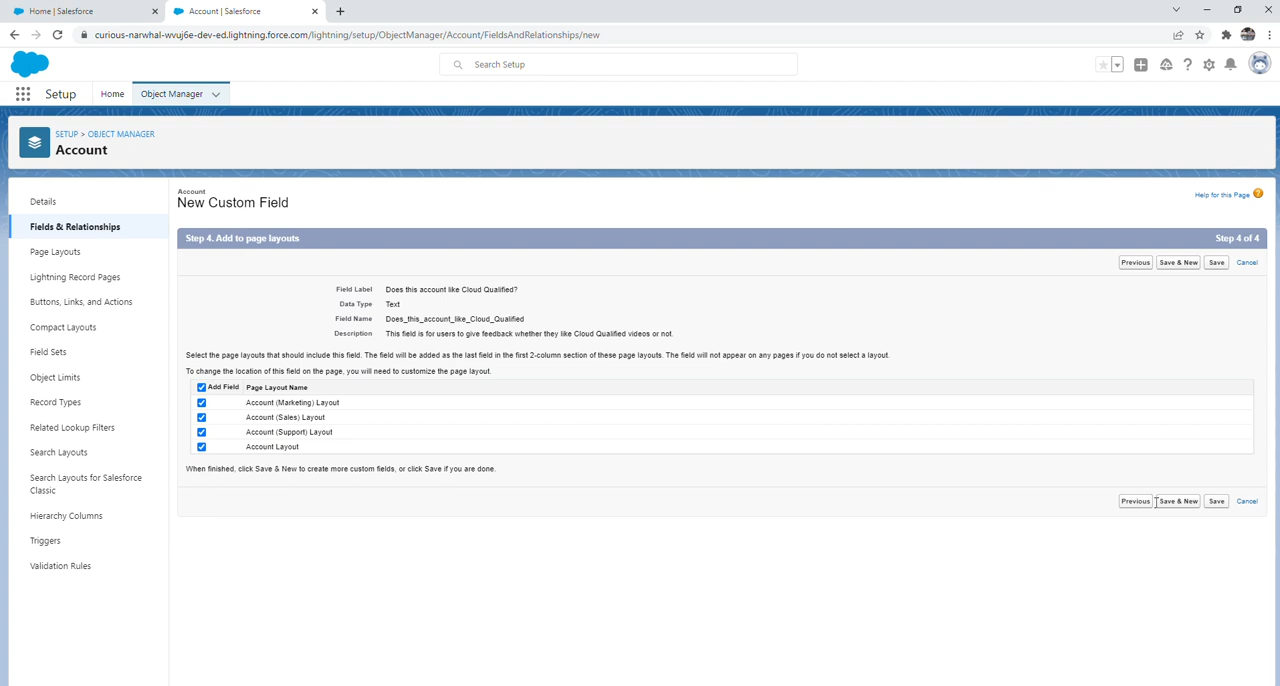 Home | Salesforce
Account | Salesforce
curious-narwhal-wvuj6e-dev-ed.lightning.force.com/lightning/setup/ObjectManager/Account/FieldsAndRelationships/new
Search Setup
Setup
Home
Object Manager
SETUP > OBJECT MANAGER
Account
Details
Fields & Relationships
Page Layouts
Lightning Record Pages
Buttons, Links, and Actions
Compact Layouts
Field Sets
Object Limits
Record Types
Related Lookup Filters
Search Layouts
Search Layouts for Salesforce
Classic
Hierarchy Columns
Triggers
Validation Rules
Account
New Custom Field
Help for this Page ?
Step 4. Add to page layouts Step 4 of 4
Previous Save & New Save Cancel
Field Label Does this account like Cloud Qualified?
Data Type Text
Field Name Does_this_account_like_Cloud_Qualified
Description This field is for users to give feedback whether they like Cloud Qualified videos or not.
Select the page layouts that should include this field. The field will be added as the last field in the first 2-column section of these page layouts. The field will not appear on any pages if you do not select a layout.
To change the location of this field on the page, you will need to customize the page layout.
Add Field Page Layout Name
Account (Marketing) Layout
Account (Sales) Layout
Account (Support) Layout
Account Layout
When finished, click Save & New to create more custom fields, or click Save if you are done.
Previous Save & New Save Cancel